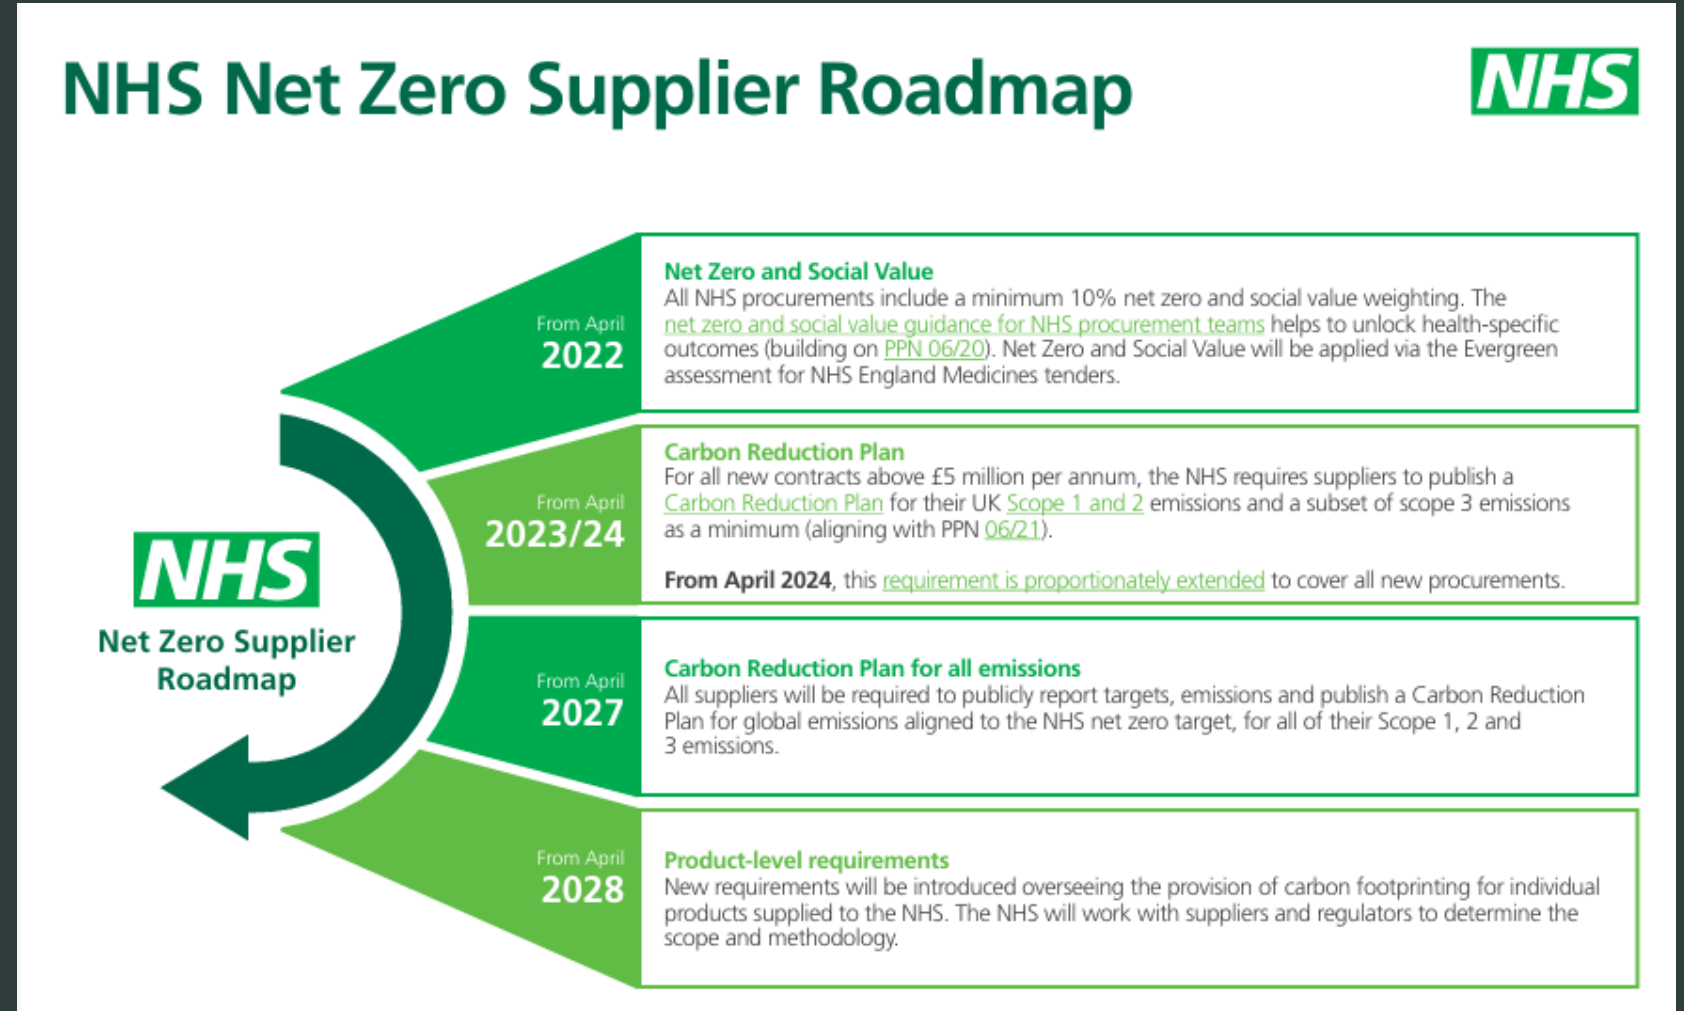 NHS Net Zero Supplier Roadmap
NHS
From April
2022
Net Zero and Social Value
All NHS procurements include a minimum 10% net zero and social value weighting. The
net zero and social value guidance for NHS procurement teams helps to unlock health-specific
outcomes (building on PPN 06/20). Net Zero and Social Value will be applied via the Evergreen
assessment for NHS England Medicines tenders.
From April
2023/24
Carbon Reduction Plan
For all new contracts above £5 million per annum, the NHS requires suppliers to publish a
Carbon Reduction Plan for their UK Scope 1 and 2 emissions and a subset of scope 3 emissions
as a minimum (aligning with PPN 06/21).
From April 2024, this requirement is proportionately extended to cover all new procurements.
NHS
Net Zero Supplier
Roadmap
From April
2027
Carbon Reduction Plan for all emissions
All suppliers will be required to publicly report targets, emissions and publish a Carbon Reduction
Plan for global emissions aligned to the NHS net zero target, for all of their Scope 1, 2 and
3 emissions.
From April
2028
Product-level requirements
New requirements will be introduced overseeing the provision of carbon footprinting for individual
products supplied to the NHS. The NHS will work with suppliers and regulators to determine the
scope and methodology.